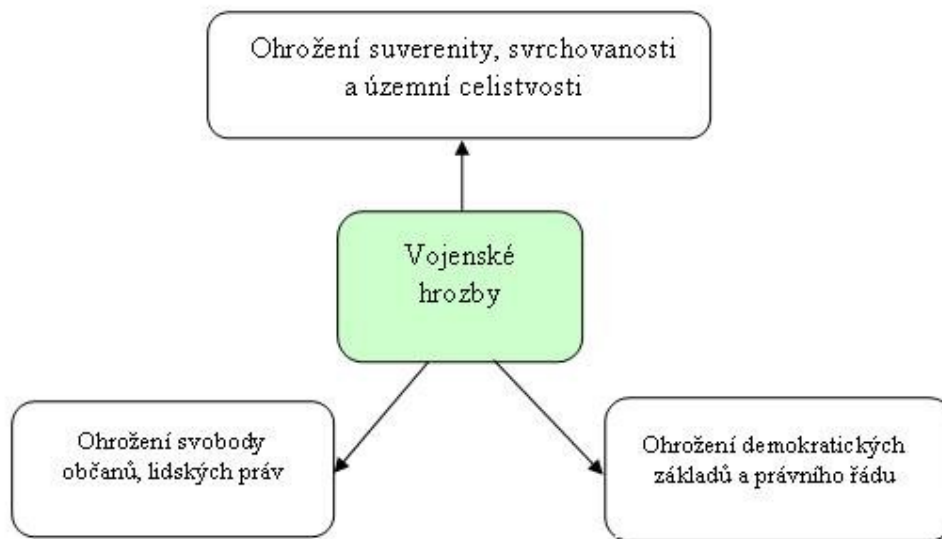 Ohrožení suverenity, svrchovanosti
a územní celistvosti
Vojenské
hrozby
Ohrožení svobody
občanů, lidských práv
Ohrožení demokratických
základů a právního řádu